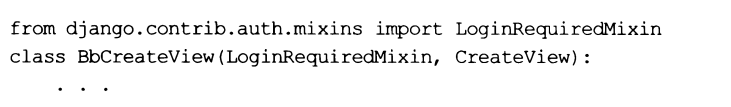 from django.contrib.auth.mixins import LoginRequiredMixin
class BbCreateView(LoginRequiredMixin, CreateView):
    . . .